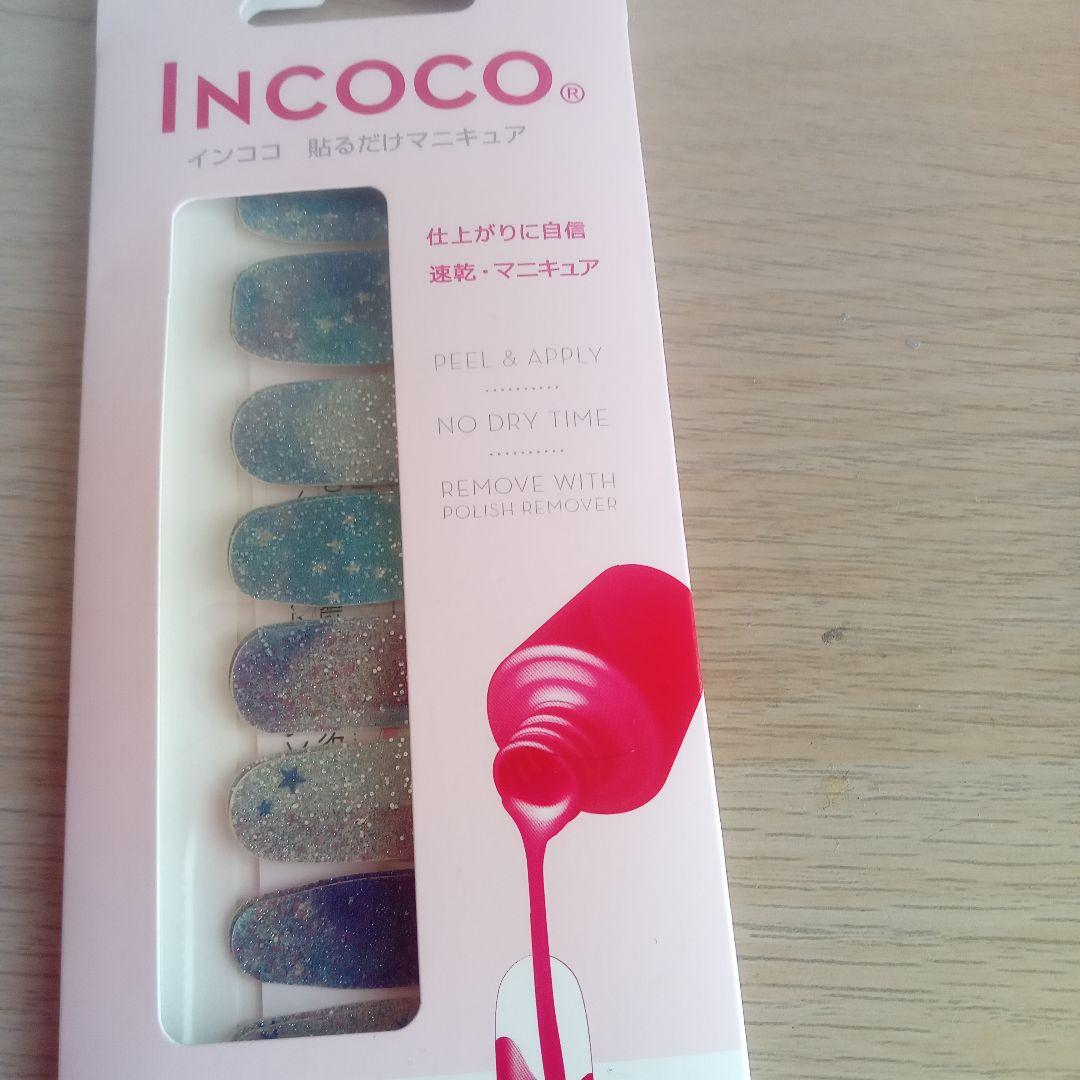 INCOCO®
インココ 貼るだけマニキュア
仕上がりに自信
速乾・マニキュア
PEEL & APPLY
NO DRY TIME
REMOVE WITH
POLISH REMOVER